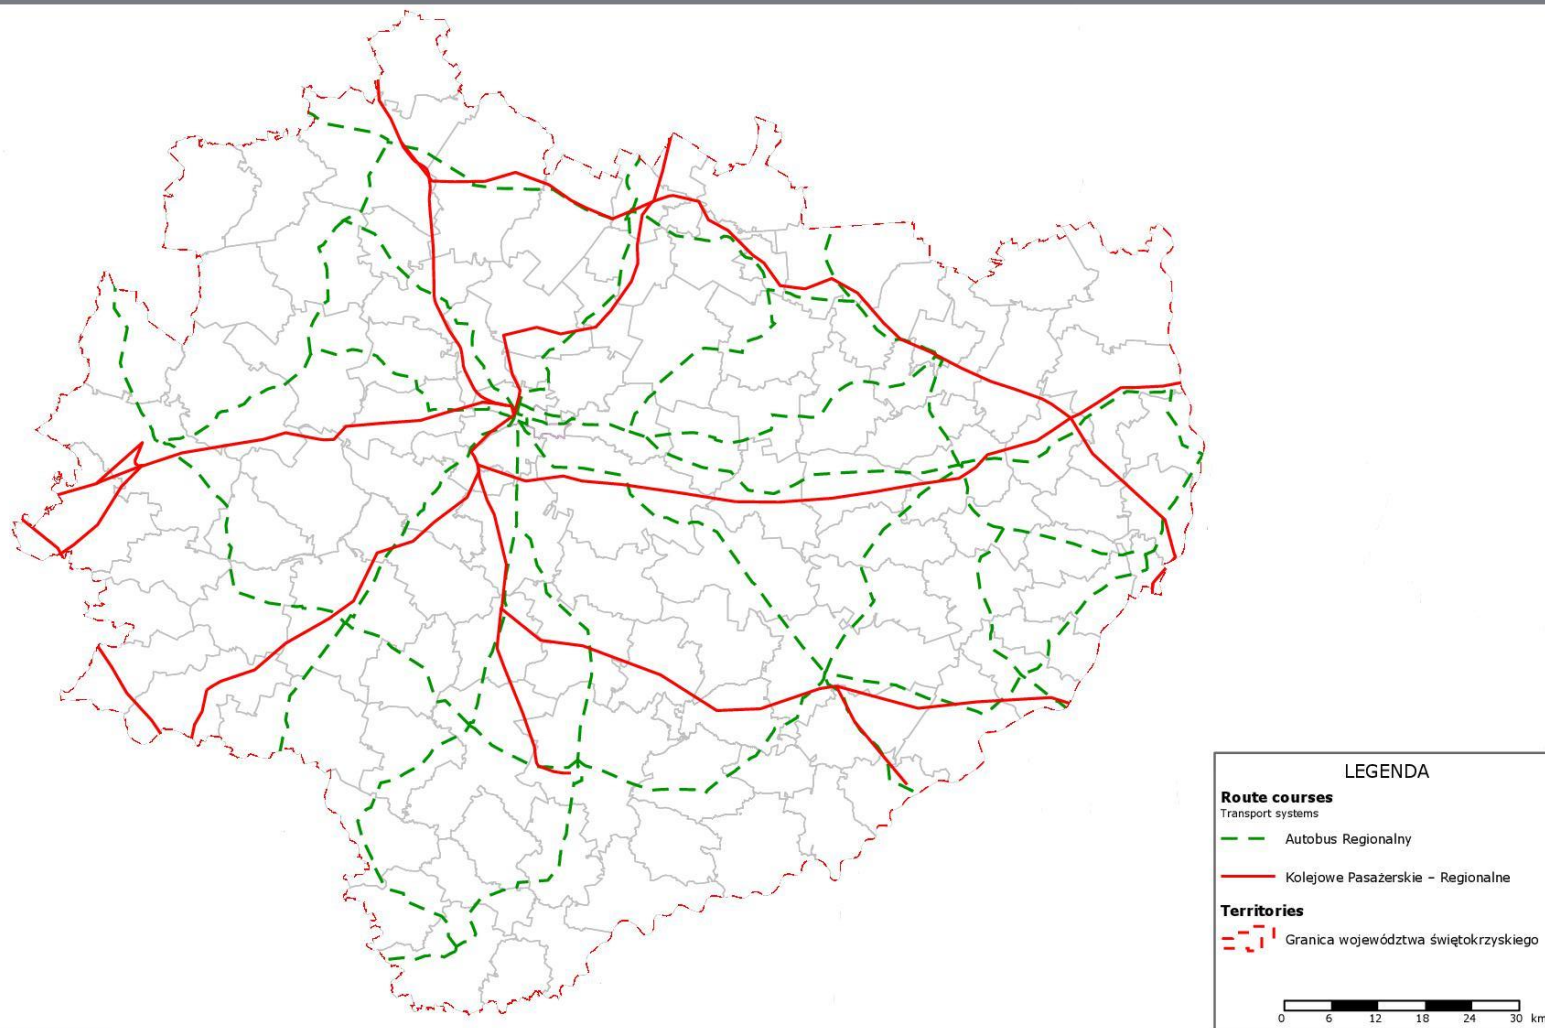 LEGENDA
Route courses
Transport systems
Autobus Regionalny
Kolejowe Pasażerskie – Regionalne
Territories
Granica województwa świętokrzyskiego
0 6 12 18 24 30 km